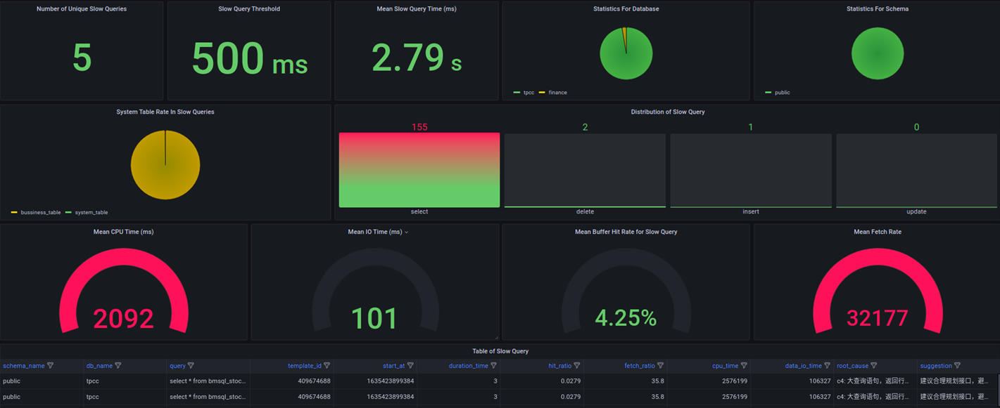 Number of Unique Slow Queries
Slow Query Threshold
Mean Slow Query Time (ms)
Statistics For Database
Statistics For Schema
5
500 ms
2.79 s
tpcc finance
public
System Table Rate In Slow Queries
Distribution of Slow Query
155 2 1 0
bussiness_table system_table
select delete insert update
Mean CPU Time (ms)
Mean IO Time (ms)
Mean Buffer Hit Rate for Slow Query
Mean Fetch Rate
2092
101
4.25%
32177
Table of Slow Query
schema_name db_name query template_id start_at duration_time hit_ratio fetch_ratio cpu_time data_io_time root_cause suggestion
public tpcc select * from bmsql_stoc... 409674688 1635423899384 3 0.0279 35.8 2576199 106327 c4: 大查询语句，返回行... 建议合理规划接口，避...
public tpcc select * from bmsql_stoc... 409674688 1635423899384 3 0.0279 35.8 2576199 106327 c4: 大查询语句，返回行... 建议合理规划接口，避...